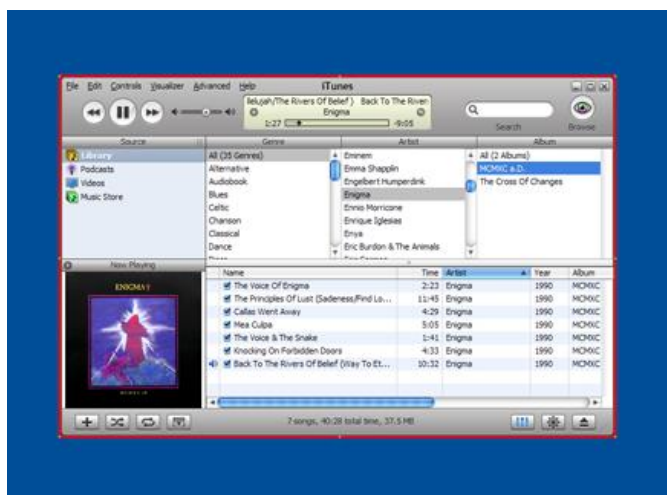 File Edit Controls Visualizer Advanced Help
iTunes
lelujah/The Rivers Of Belief ) Back To The River
Enigma
1:27 -9:05
Search
Browse
Source Genre Artist Album
Library
Podcasts
Videos
Music Store
All (35 Genres)
Alternative
Audiobook
Blues
Celtic
Chanson
Classical
Dance
Eminem
Emma Shapplin
Engelbert Humperdink
Enigma
Ennio Morricone
Enrique Iglesias
Enya
Eric Burdon & The Animals
All (2 Albums)
MCMXC a.D.
The Cross Of Changes
Now Playing
ENIGMA
Name Time Artist Year Album
The Voice Of Enigma 2:23 Enigma 1990 MCMXC
The Principles Of Lust (Sadeness/Find Lo... 11:45 Enigma 1990 MCMXC
Callas Went Away 4:29 Enigma 1990 MCMXC
Mea Culpa 5:05 Enigma 1990 MCMXC
The Voice & The Snake 1:41 Enigma 1990 MCMXC
Knocking On Forbidden Doors 4:33 Enigma 1990 MCMXC
Back To The Rivers Of Belief (Way To Et... 10:32 Enigma 1990 MCMXC
7 songs, 40:28 total time, 37.5 MB